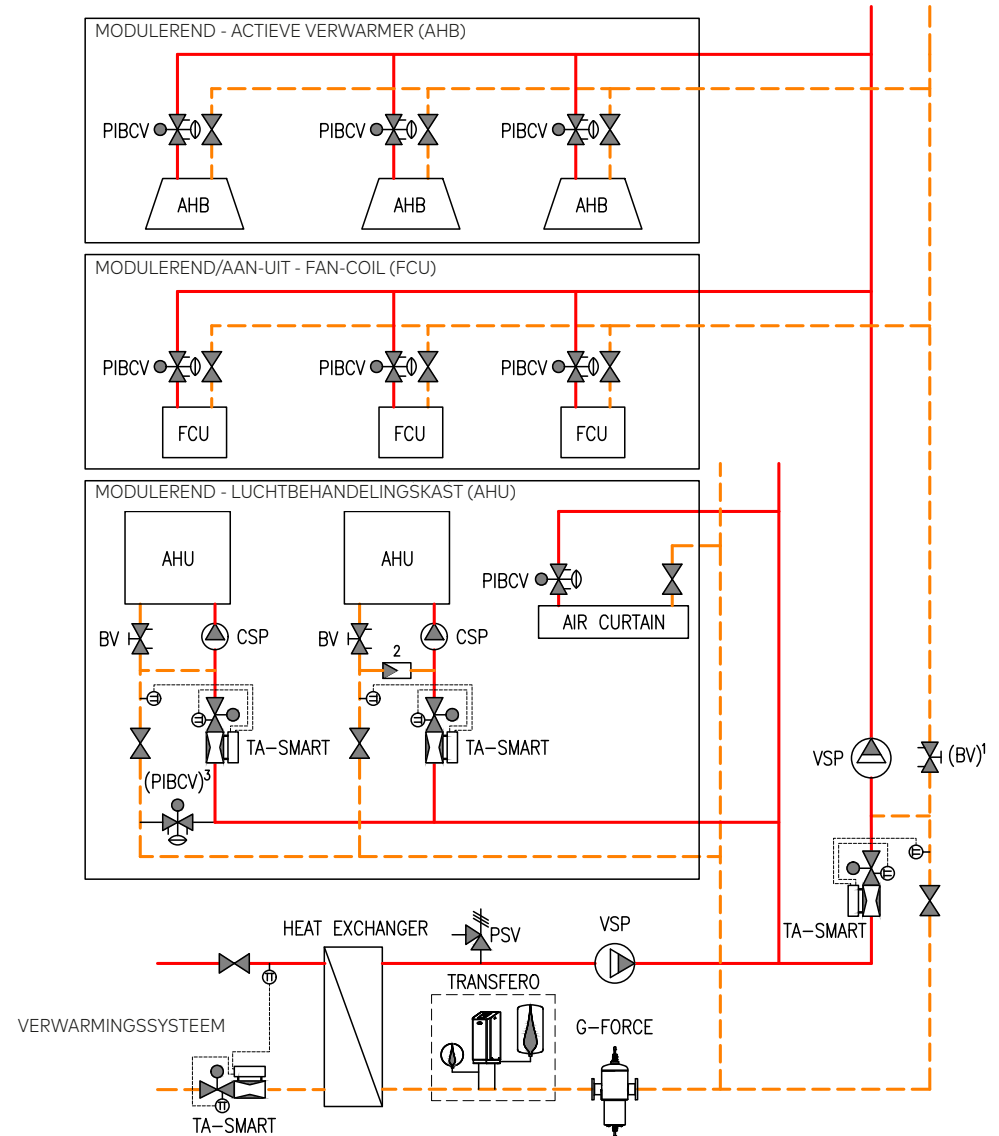 MODULEREND - ACTIEVE VERWARMER (AHB)
PIBCV
PIBCV
PIBCV
AHB
AHB
AHB
MODULEREND/AAN-UIT - FAN-COIL (FCU)
PIBCV
PIBCV
PIBCV
FCU
FCU
FCU
MODULEREND - LUCHTBEHANDELINGSKAST (AHU)
AHU
AHU
PIBCV
AIR CURTAIN
BV
CSP
BV
CSP
2
TA-SMART
TA-SMART
(PIBCV)³
VSP
(BV)¹
TA-SMART
HEAT EXCHANGER
PSV
VSP
TRANSFERO
G-FORCE
VERWARMINGSSYSTEEM
TA-SMART